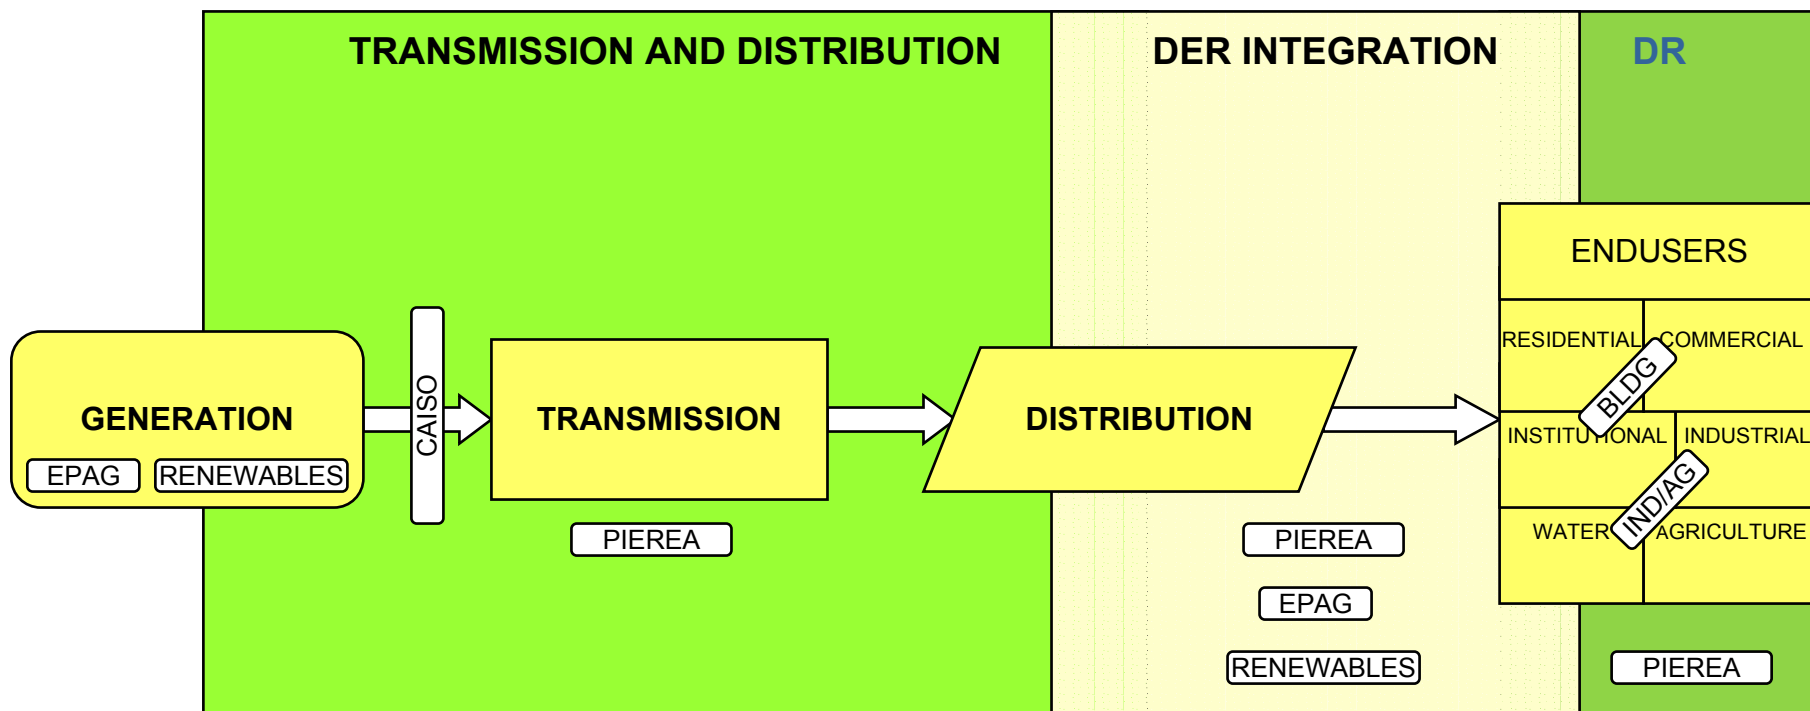 TRANSMISSION AND DISTRIBUTION
DER INTEGRATION
DR
ENDUSERS
RESIDENTIAL
COMMERCIAL
BLDG
GENERATION
EPAG
RENEWABLES
CAISO
TRANSMISSION
DISTRIBUTION
INSTITUTIONAL
INDUSTRIAL
IND/AG
WATER
AGRICULTURE
PIEREA
PIEREA
EPAG
RENEWABLES
PIEREA